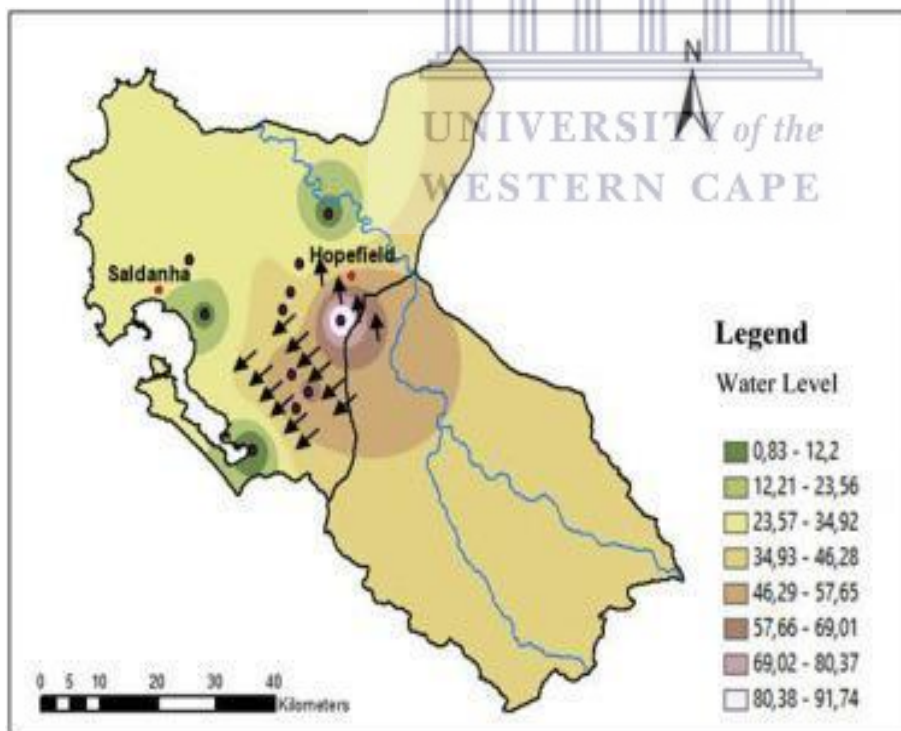 N
UNIVERSITY of the
WESTERN CAPE
Hopefield
Saldanha
Legend
Water Level
0,83 - 12,2
12,21 - 23,56
23,57 - 34,92
34,93 - 46,28
46,29 - 57,65
57,66 - 69,01
69,02 - 80,37
80,38 - 91,74
0 5 10 20 30 40
Kilometers